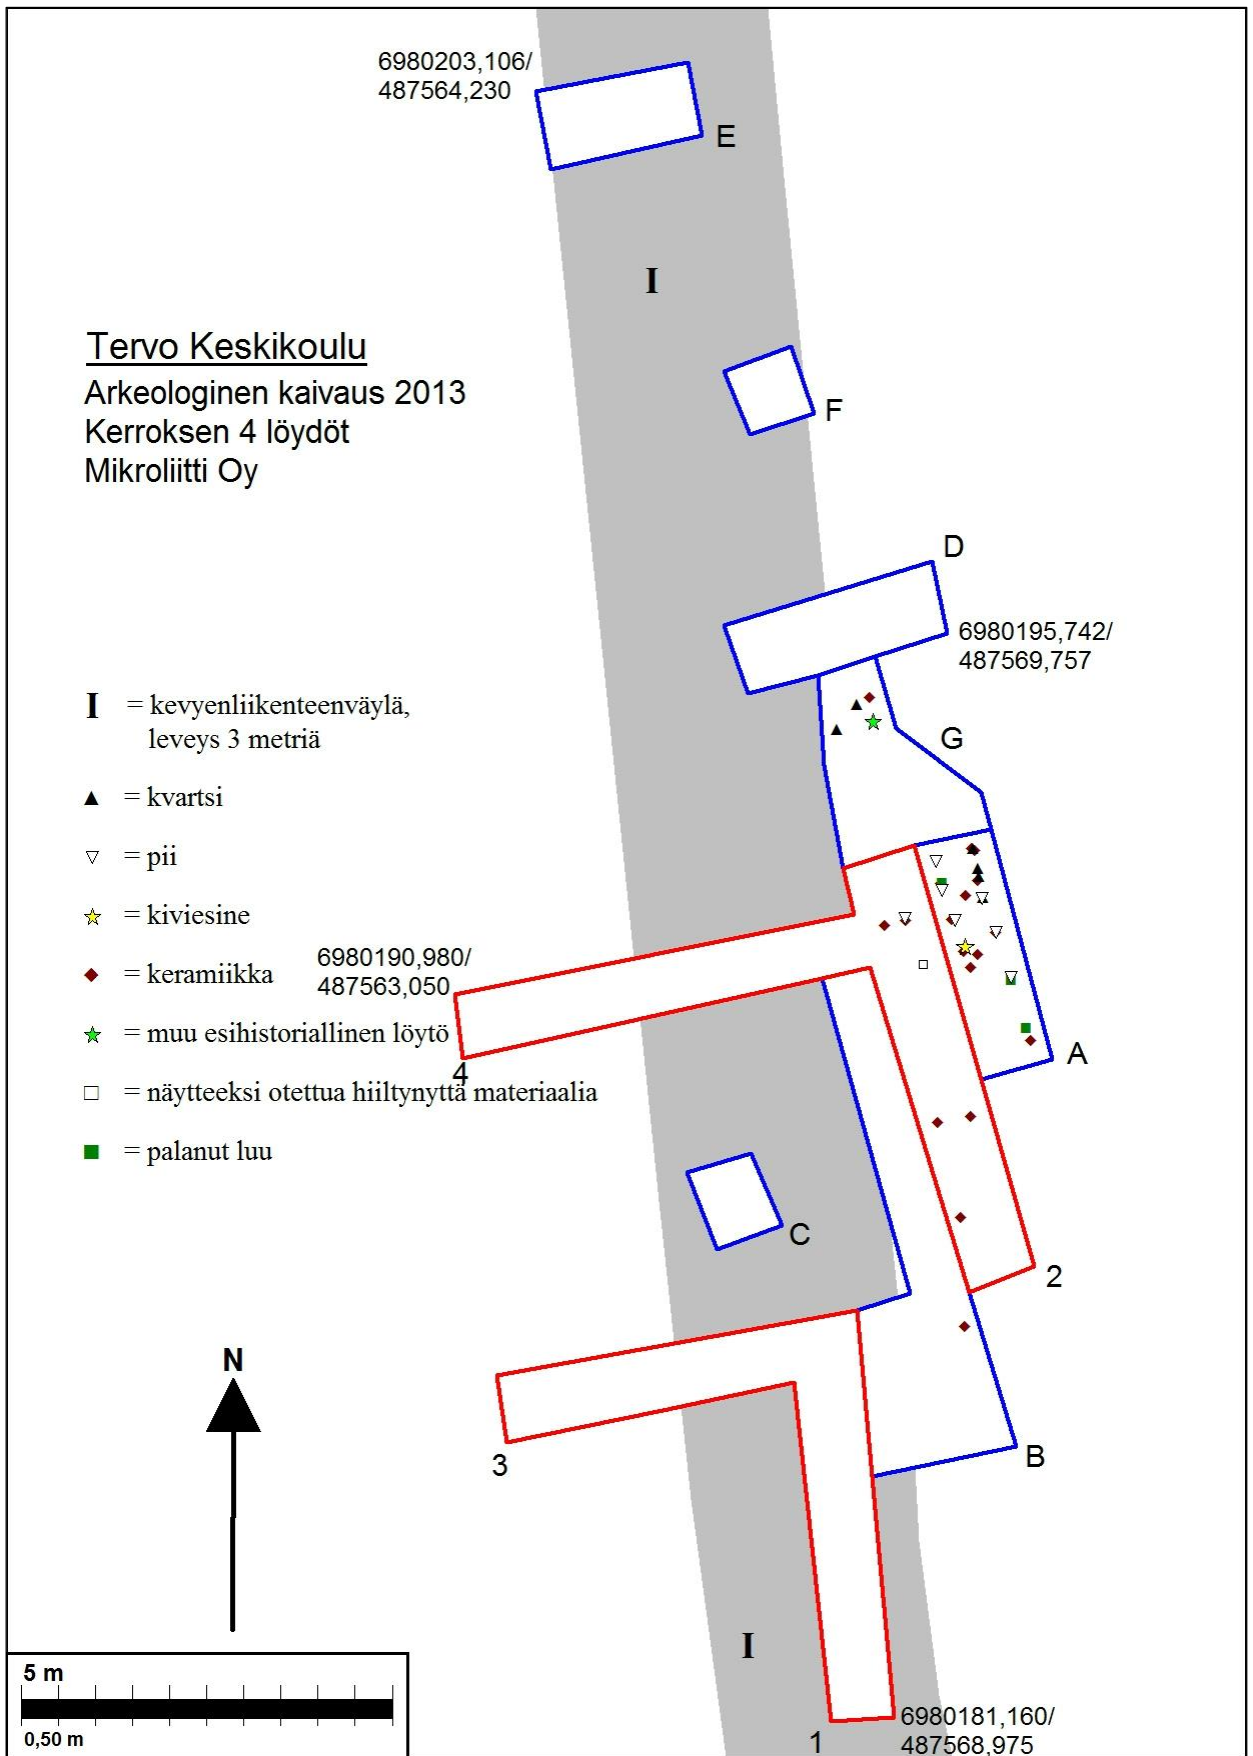 6980203,106/
487564,230
E
I
Tervo Keskikoulu
Arkeologinen kaivaus 2013
Kerroksen 4 löydöt
Mikroliitti Oy
F
D
6980195,742/
487569,757
G
I = kevyenliikenteenväylä,
leveys 3 metriä
= kvartsi
= pii
= kiviesine
= keramiikka
6980190,980/
487563,050
= muu esihistoriallinen löytö
4
= näytteeksi otettua hiiltynyttä materiaalia
= palanut luu
A
C
2
N
3
B
I
5 m
0,50 m
1
6980181,160/
487568,975